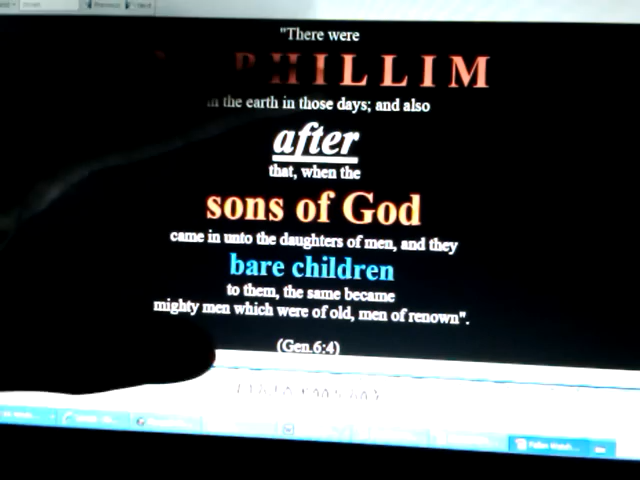 "There were
PHILLIM
in the earth in those days; and also
after
that, when the
sons of God
came in unto the daughters of men, and they
bare children
to them, the same became
mighty men which were of old, men of renown".
(Gen.6:4)